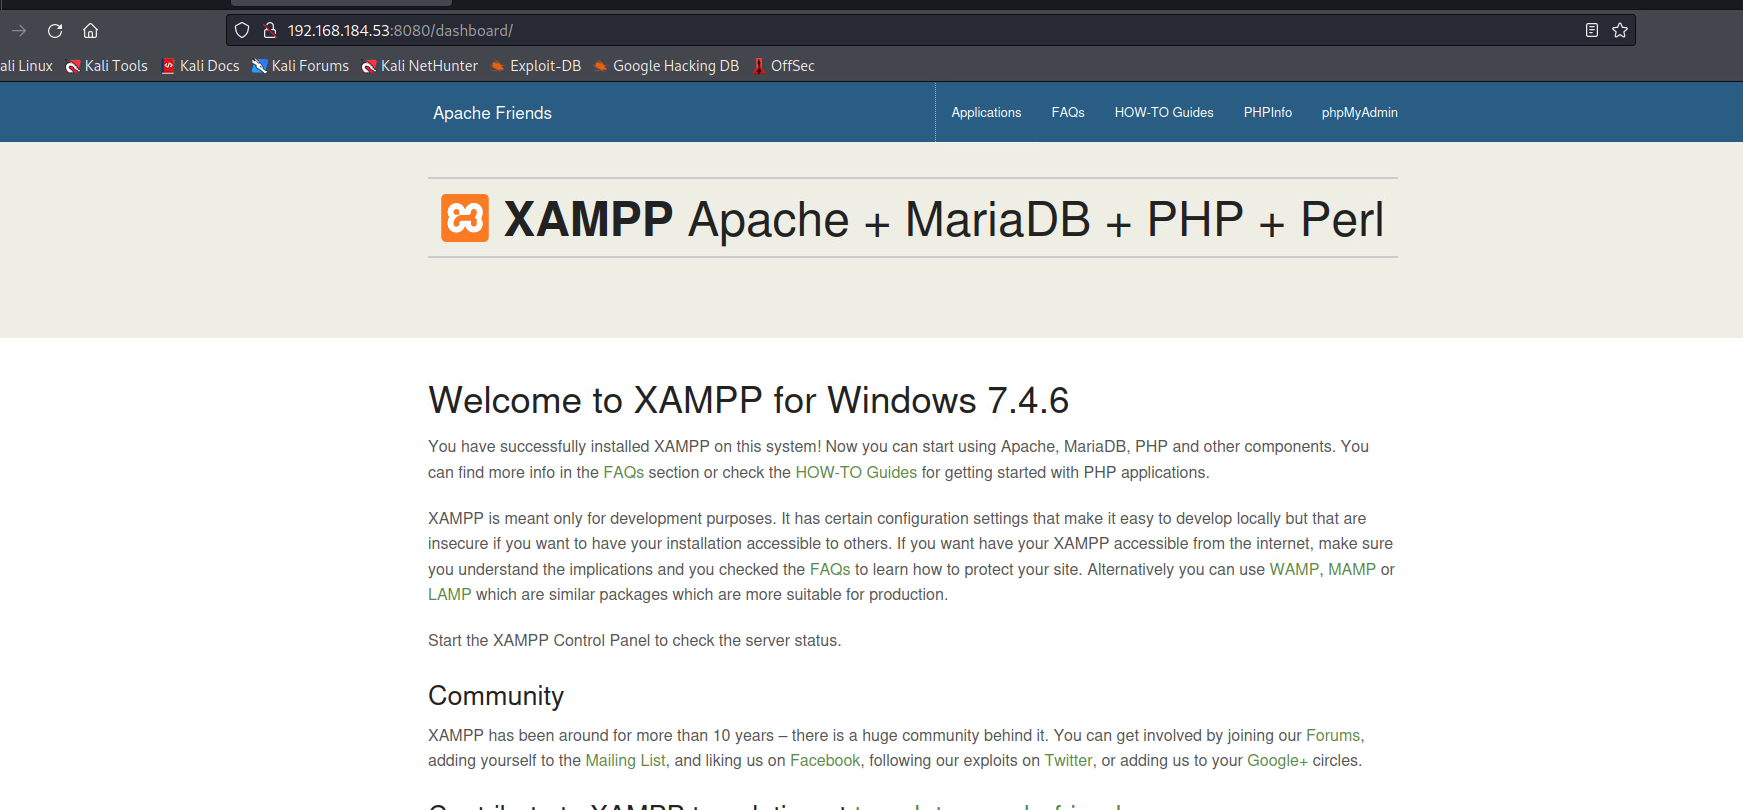 192.168.184.53:8080/dashboard/
ali Linux Kali Tools Kali Docs Kali Forums Kali NetHunter Exploit-DB Google Hacking DB OffSec
Apache Friends Applications FAQs HOW-TO Guides PHPInfo phpMyAdmin
XAMPP Apache + MariaDB + PHP + Perl
Welcome to XAMPP for Windows 7.4.6
You have successfully installed XAMPP on this system! Now you can start using Apache, MariaDB, PHP and other components. You
can find more info in the FAQs section or check the HOW-TO Guides for getting started with PHP applications.
XAMPP is meant only for development purposes. It has certain configuration settings that make it easy to develop locally but that are
insecure if you want to have your installation accessible to others. If you want have your XAMPP accessible from the internet, make sure
you understand the implications and you checked the FAQs to learn how to protect your site. Alternatively you can use WAMP, MAMP or
LAMP which are similar packages which are more suitable for production.
Start the XAMPP Control Panel to check the server status.
Community
XAMPP has been around for more than 10 years – there is a huge community behind it. You can get involved by joining our Forums,
adding yourself to the Mailing List, and liking us on Facebook, following our exploits on Twitter, or adding us to your Google+ circles.